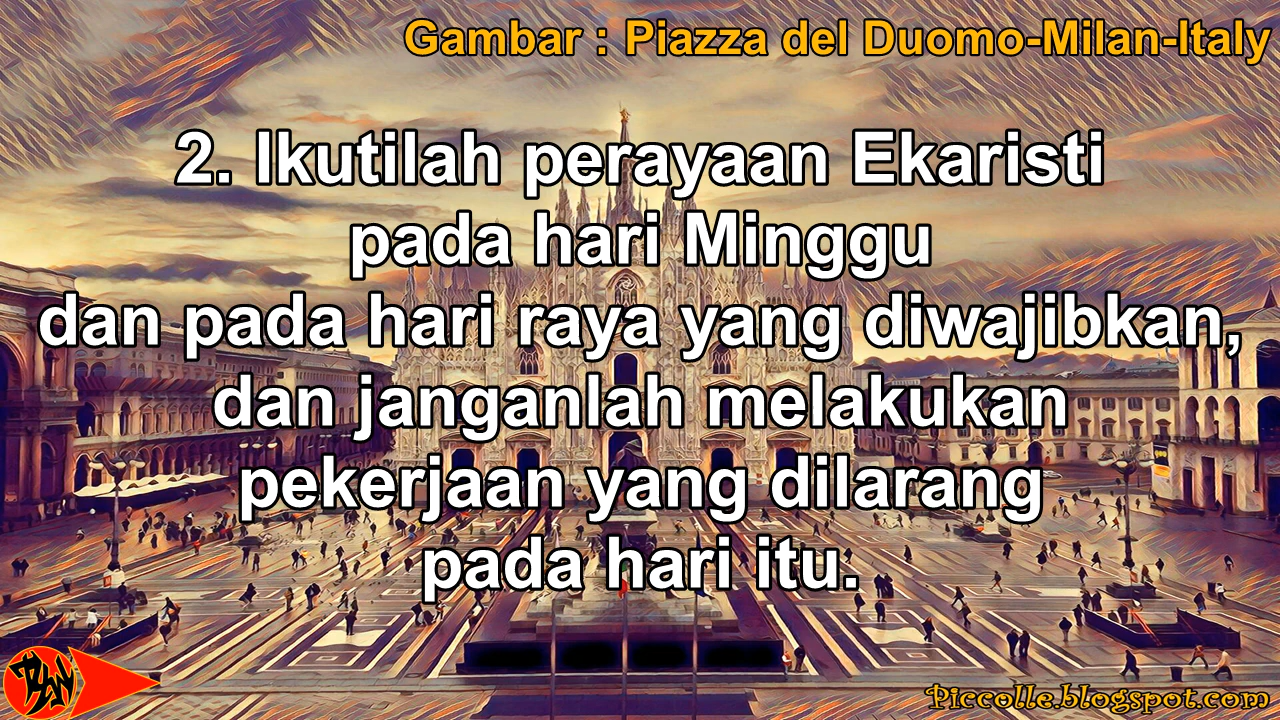 Gambar : Piazza del Duomo-Milan-Italy
2. Ikutilah perayaan Ekaristi
pada hari Minggu
dan pada hari raya yang diwajibkan,
dan janganlah melakukan
pekerjaan yang dilarang
pada hari itu.
Piccolle.blogspot.com